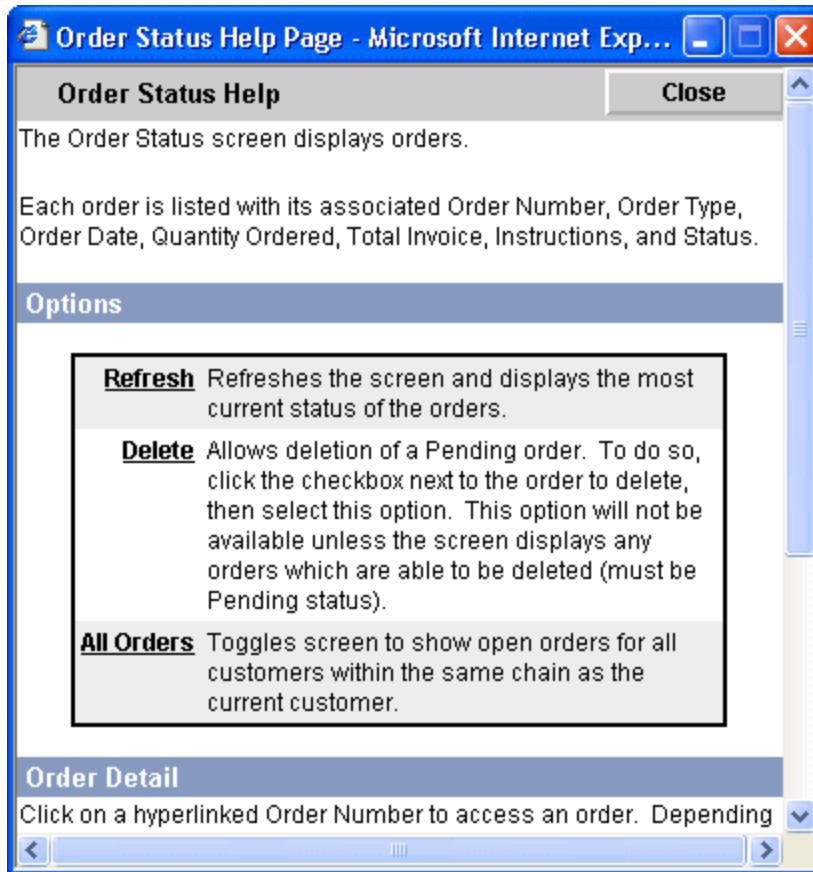 Order Status Help Page - Microsoft Internet Exp...
Order Status Help
Close
The Order Status screen displays orders.
Each order is listed with its associated Order Number, Order Type,
Order Date, Quantity Ordered, Total Invoice, Instructions, and Status.
Options
Refresh Refreshes the screen and displays the most
current status of the orders.
Delete Allows deletion of a Pending order. To do so,
click the checkbox next to the order to delete,
then select this option. This option will not be
available unless the screen displays any
orders which are able to be deleted (must be
Pending status).
All Orders Toggles screen to show open orders for all
customers within the same chain as the
current customer.
Order Detail
Click on a hyperlinked Order Number to access an order. Depending